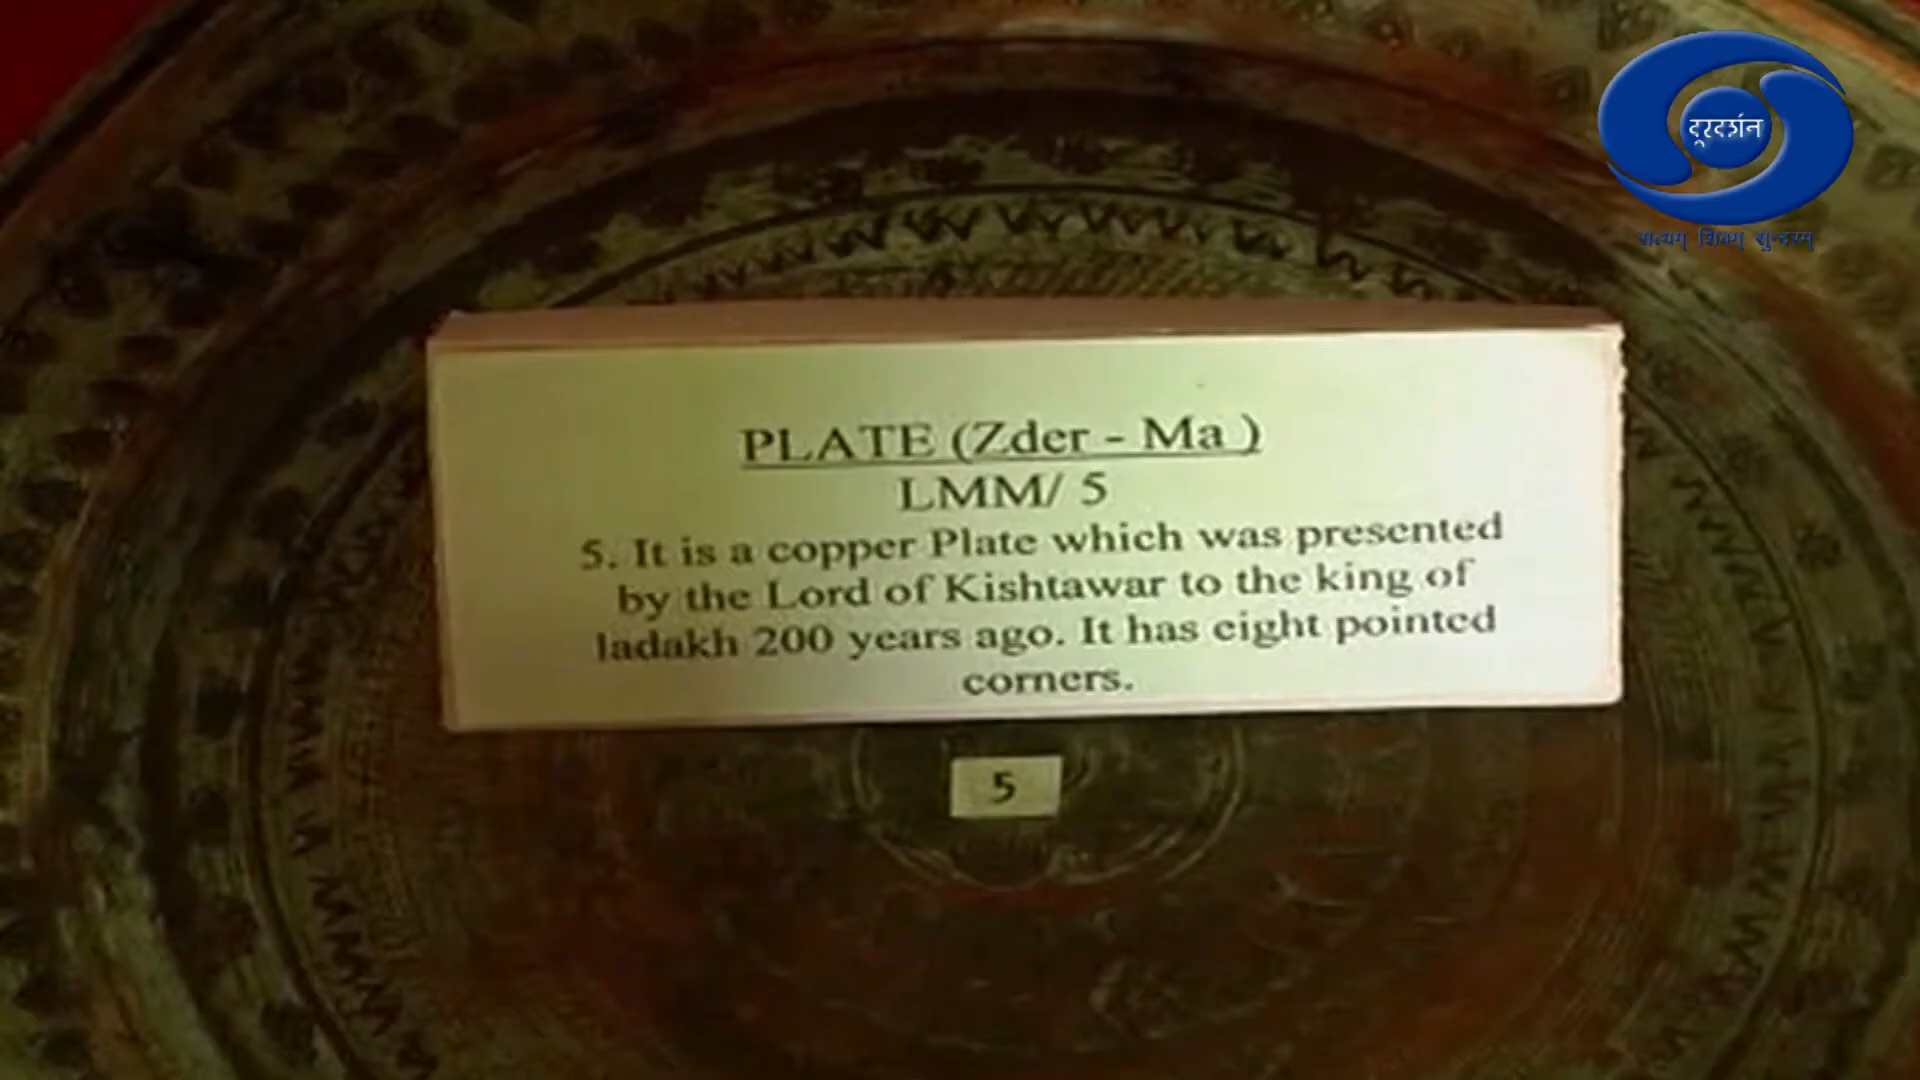 दूरदर्शन
सत्यम् शिवम् सुन्दरम्
PLATE (Zder - Ma )
LMM/ 5
5. It is a copper Plate which was presented
by the Lord of Kishtawar to the king of
ladakh 200 years ago. It has eight pointed
corners.
5